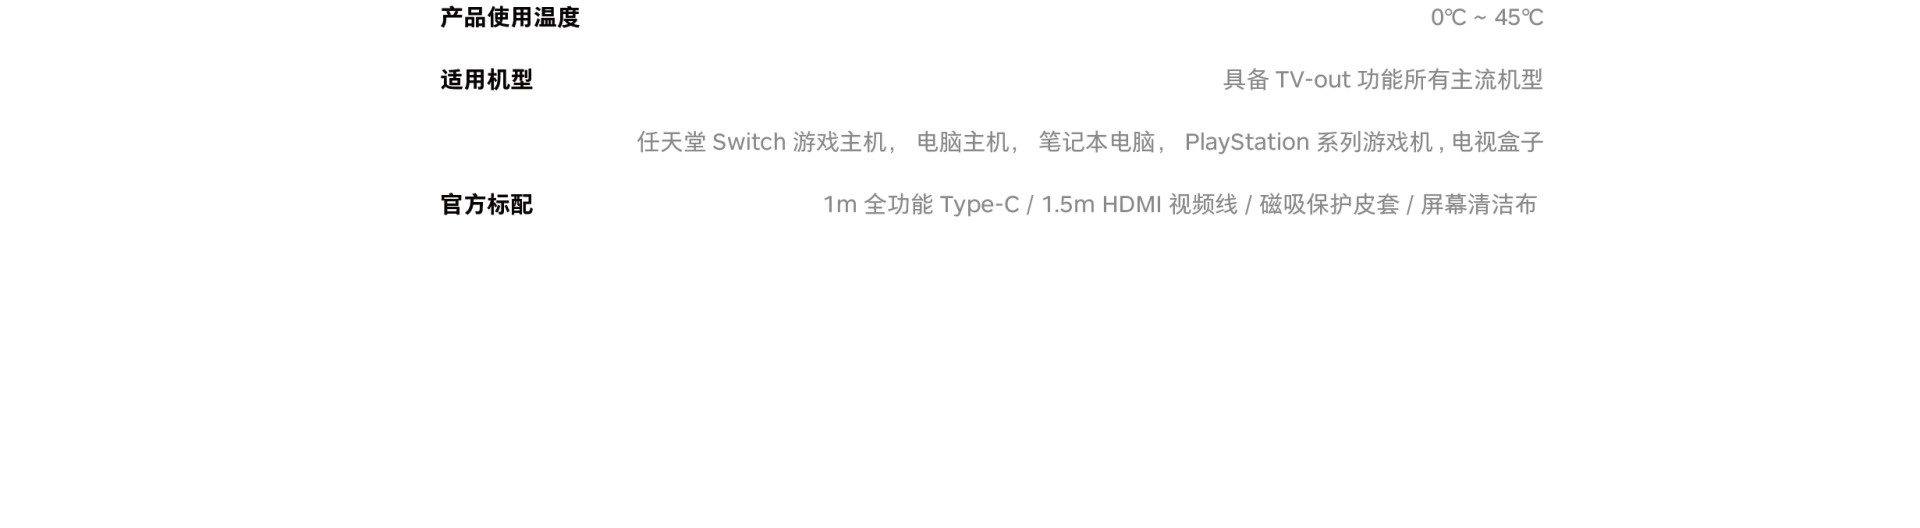 产品使用温度 0℃ ~ 45℃
适用机型 具备 TV-out 功能所有主流机型
任天堂 Switch 游戏主机， 电脑主机， 笔记本电脑， PlayStation 系列游戏机 , 电视盒子
官方标配 1m 全功能 Type-C / 1.5m HDMI 视频线 / 磁吸保护皮套 / 屏幕清洁布